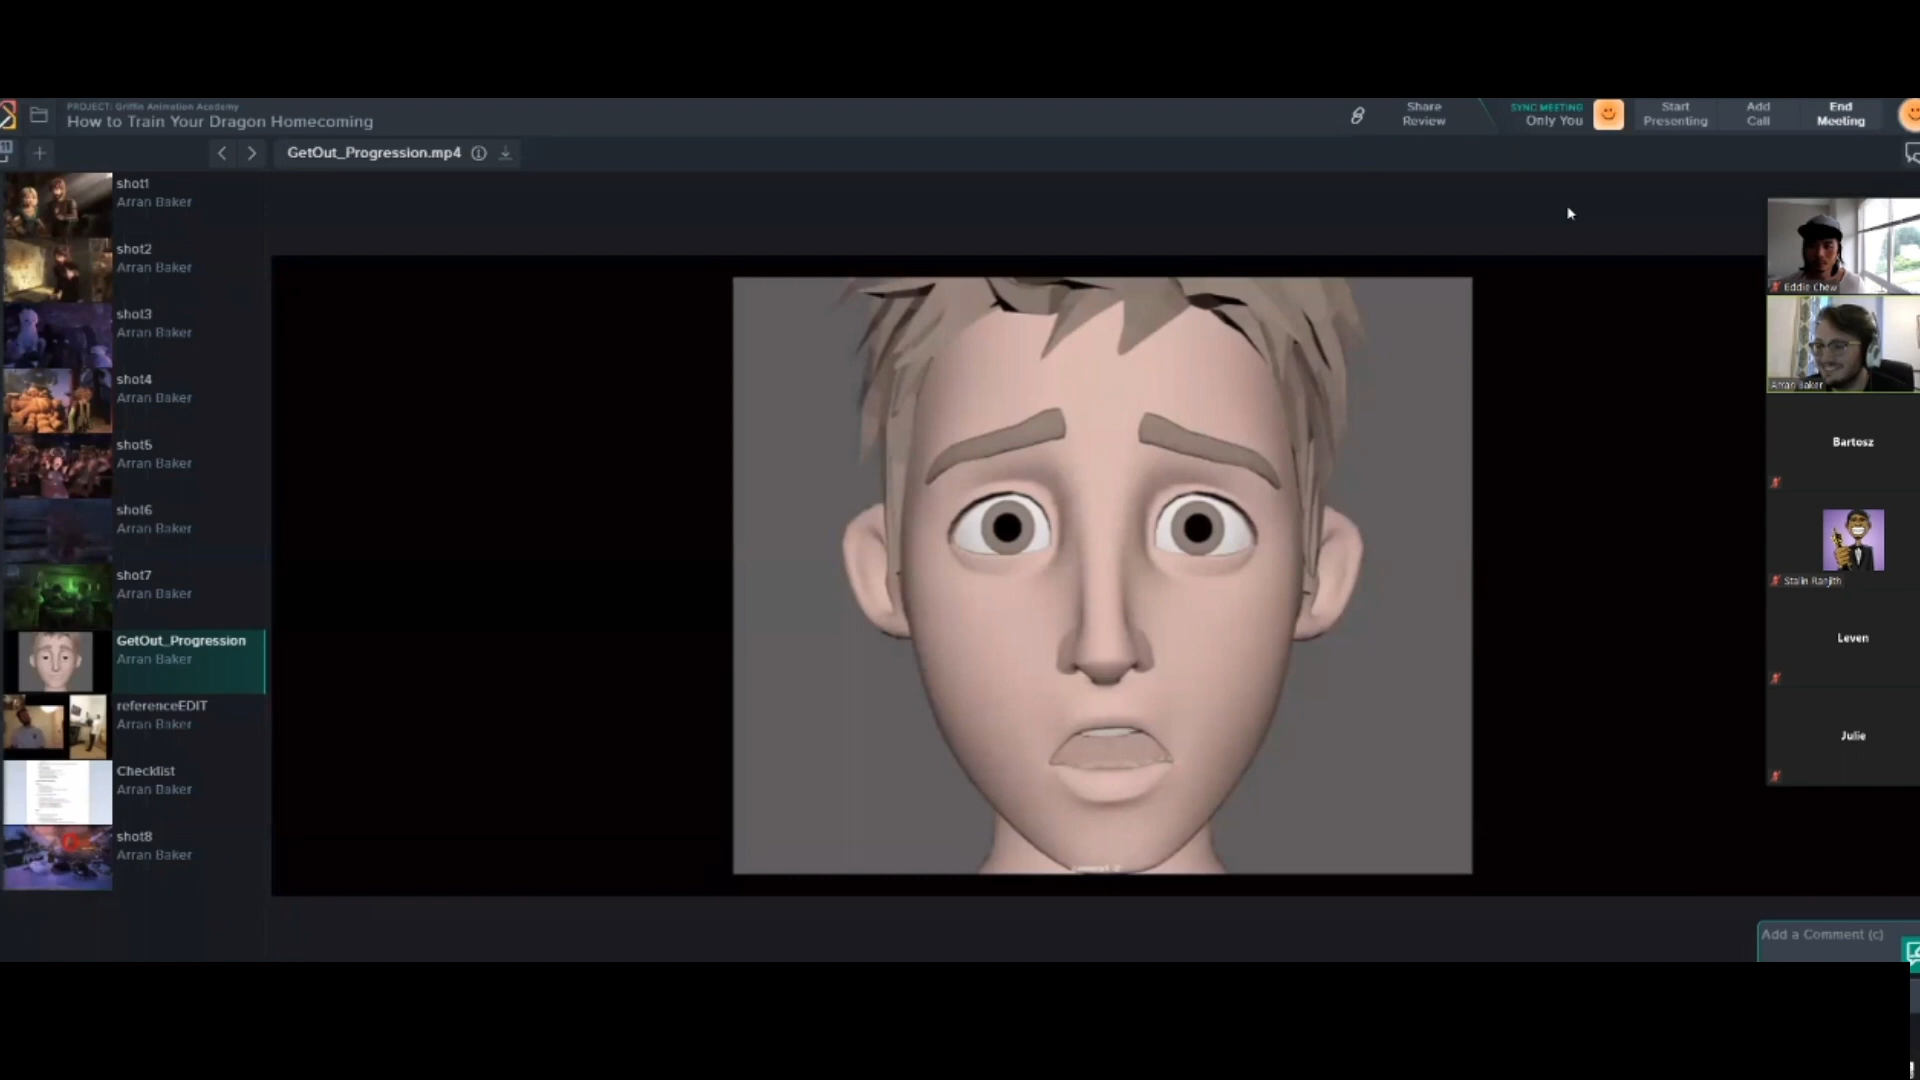 PROJECT: Griffin Animation Academy
How to Train Your Dragon Homecoming
Share
Review
SYNC MEETING
Only You
Start
Presenting
Add
Call
End
Meeting
GetOut_Progression.mp4
shot1
Arran Baker
shot2
Arran Baker
shot3
Arran Baker
shot4
Arran Baker
shot5
Arran Baker
shot6
Arran Baker
shot7
Arran Baker
GetOut_Progression
Arran Baker
referenceEDIT
Arran Baker
Checklist
Arran Baker
shot8
Arran Baker
Eddie Chew
Arran Baker
Bartosz
Stalin Ranjith
Leven
Julie
Add a Comment (c)